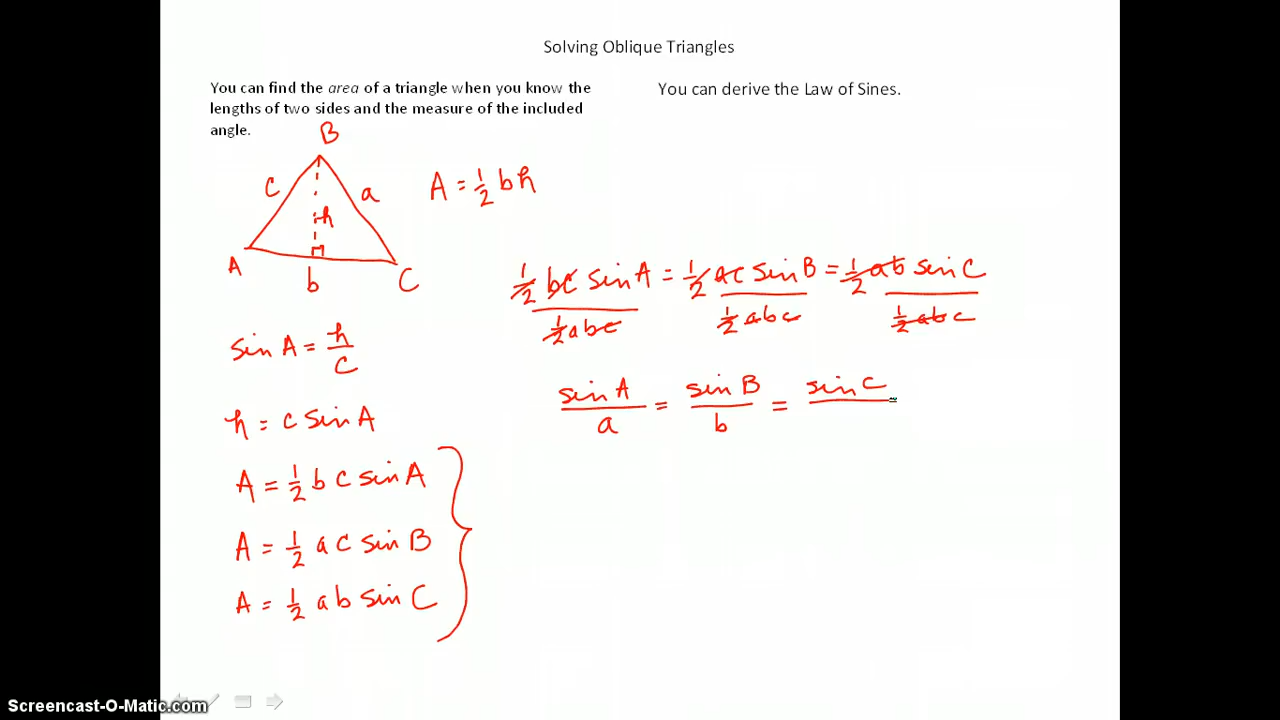 Solving Oblique Triangles
You can find the area of a triangle when you know the
lengths of two sides and the measure of the included
angle.
B
c
a
h
A
b
C
A = 1/2 bh
sin A = h/c
h = c sin A
A = 1/2 b c sin A
A = 1/2 a c sin B
A = 1/2 a b sin C
You can derive the Law of Sines.
1/2 bc sin A = 1/2 ac sin B = 1/2 ab sin C
1/2 abc 1/2 abc 1/2 abc
sin A = sin B = sin C
a b
Screencast-O-Matic.com